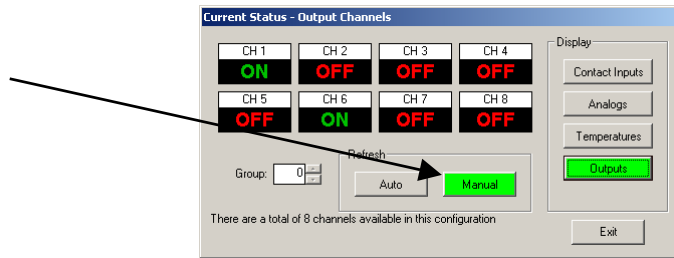 Current Status - Output Channels
CH 1 CH 2 CH 3 CH 4
ON OFF OFF OFF
CH 5 CH 6 CH 7 CH 8
OFF ON OFF OFF
Group: 0
Refresh
Auto Manual
There are a total of 8 channels available in this configuration
Display
Contact Inputs
Analogs
Temperatures
Outputs
Exit